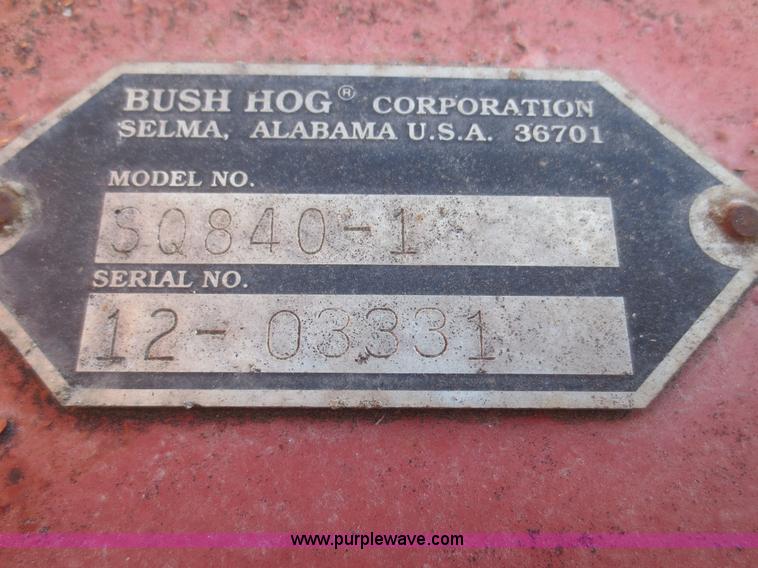 BUSH HOG® CORPORATION
SELMA, ALABAMA U.S.A. 36701
MODEL NO.
SQ840-1
SERIAL NO.
12-03331
www.purplewave.com